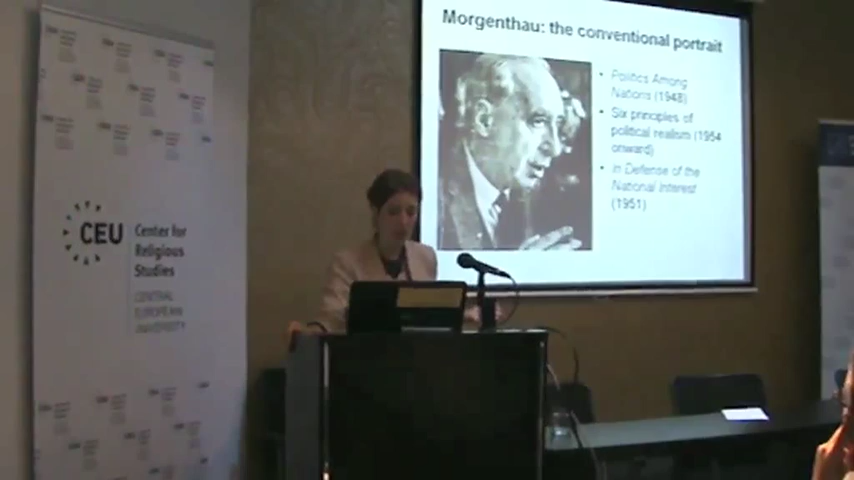 Morgenthau: the conventional portrait
• Politics Among
Nations (1948)
• Six principles of
political realism (1954
onward)
• In Defense of the
National Interest
(1951)
CEU
Center for
Religious
Studies
CENTRAL
EUROPEAN
UNIVERSITY